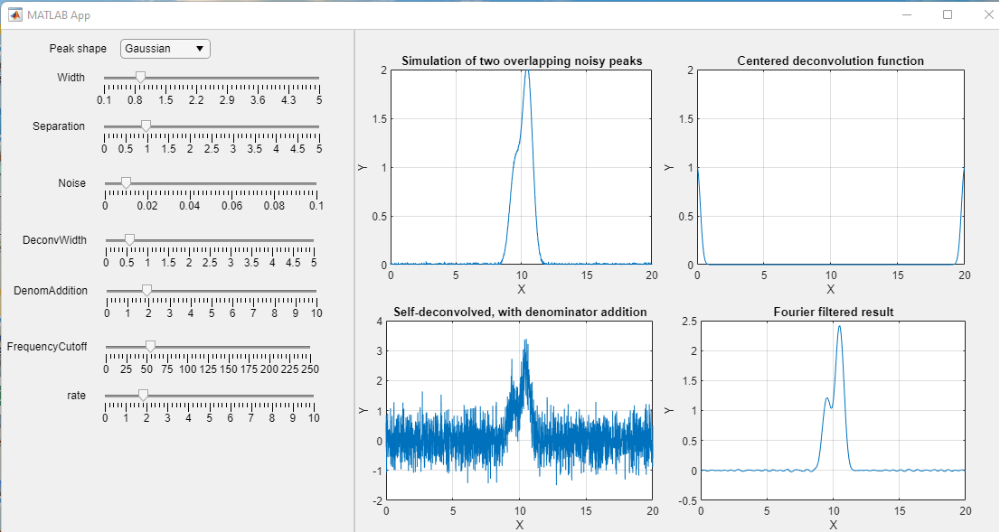 MATLAB App
Peak shape Gaussian
Width
0.1 0.8 1.5 2.2 2.9 3.6 4.3 5
Separation
0 0.5 1 1.5 2 2.5 3 3.5 4 4.5 5
Noise
0 0.02 0.04 0.06 0.08 0.1
DeconvWidth
0 0.5 1 1.5 2 2.5 3 3.5 4 4.5 5
DenomAddition
0 1 2 3 4 5 6 7 8 9 10
FrequencyCutoff
0 25 50 75 100 125 150 175 200 225 250
rate
0 1 2 3 4 5 6 7 8 9 10
Simulation of two overlapping noisy peaks
2
1.5
1
0.5
0
Y
0 5 10 15 20
X
Centered deconvolution function
2
1.5
1
0.5
0
Y
0 5 10 15 20
X
Self-deconvolved, with denominator addition
4
3
2
1
0
-1
-2
Y
0 5 10 15 20
X
Fourier filtered result
2.5
2
1.5
1
0.5
0
-0.5
Y
0 5 10 15 20
X